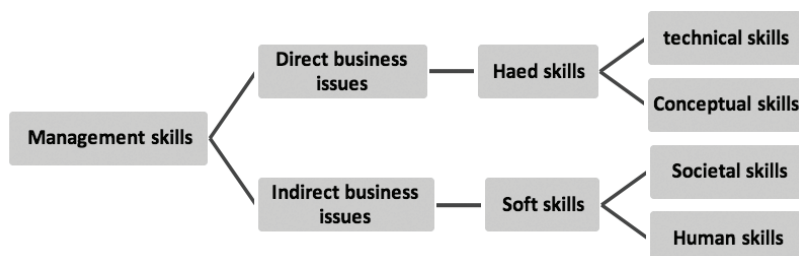 technical skills
Direct business
issues
Haed skills
Conceptual skills
Management skills
Societal skills
Indirect business
issues
Soft skills
Human skills